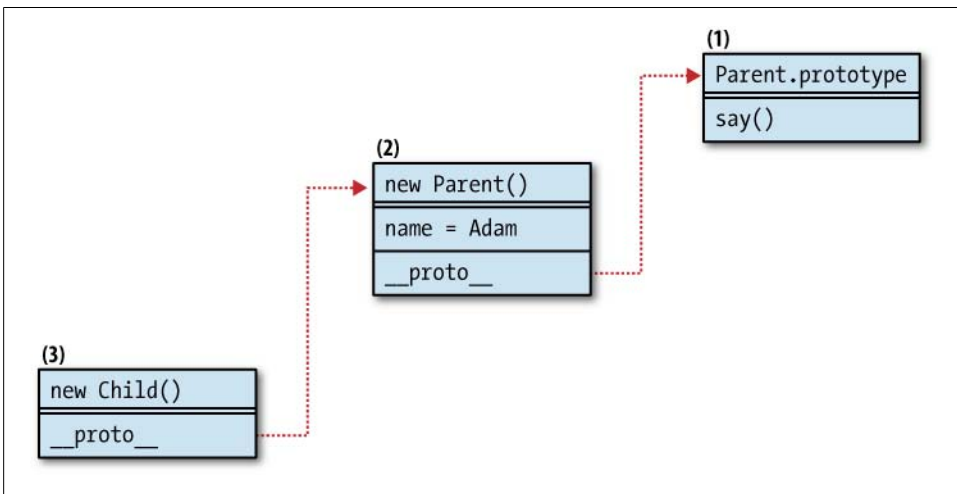 (1)
Parent.prototype
say()
(2)
new Parent()
name = Adam
__proto__
(3)
new Child()
__proto__